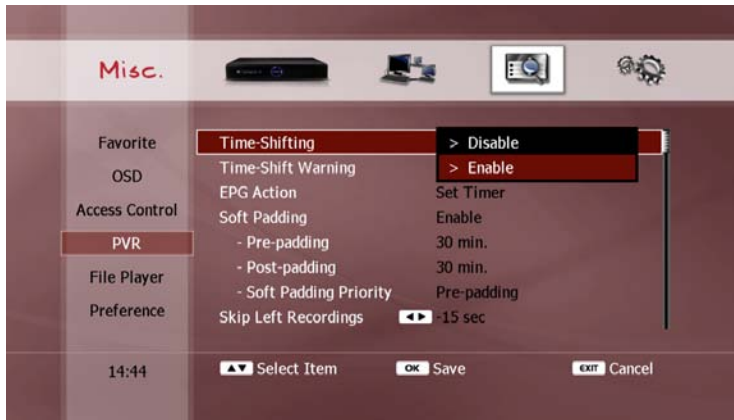 Misc.
Favorite
OSD
Access Control
PVR
File Player
Preference
14:44
Time-Shifting
> Disable
Time-Shift Warning
> Enable
EPG Action Set Timer
Soft Padding Enable
- Pre-padding 30 min.
- Post-padding 30 min.
- Soft Padding Priority Pre-padding
Skip Left Recordings ◄► -15 sec
▲▼ Select Item OK Save EXIT Cancel